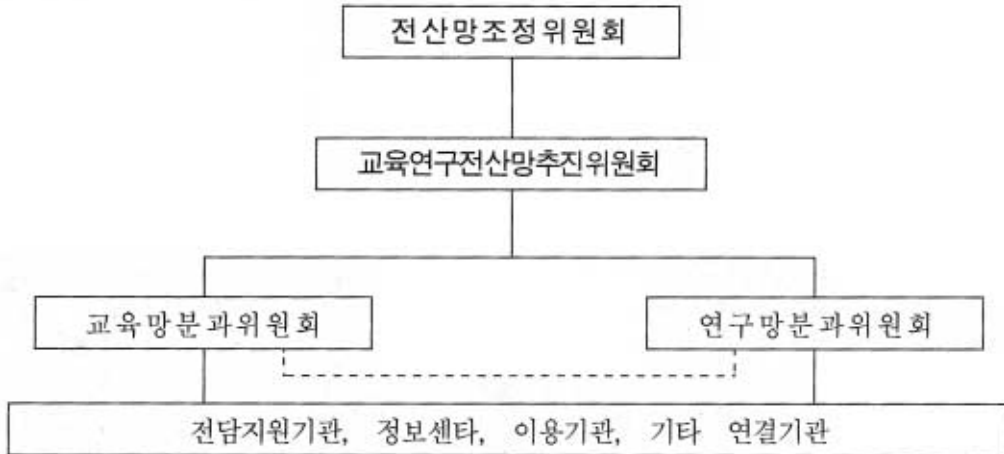 전산망조정위원회
교육연구전산망추진위원회
교육망분과위원회
연구망분과위원회
전담지원기관, 정보센타, 이용기관, 기타 연결기관